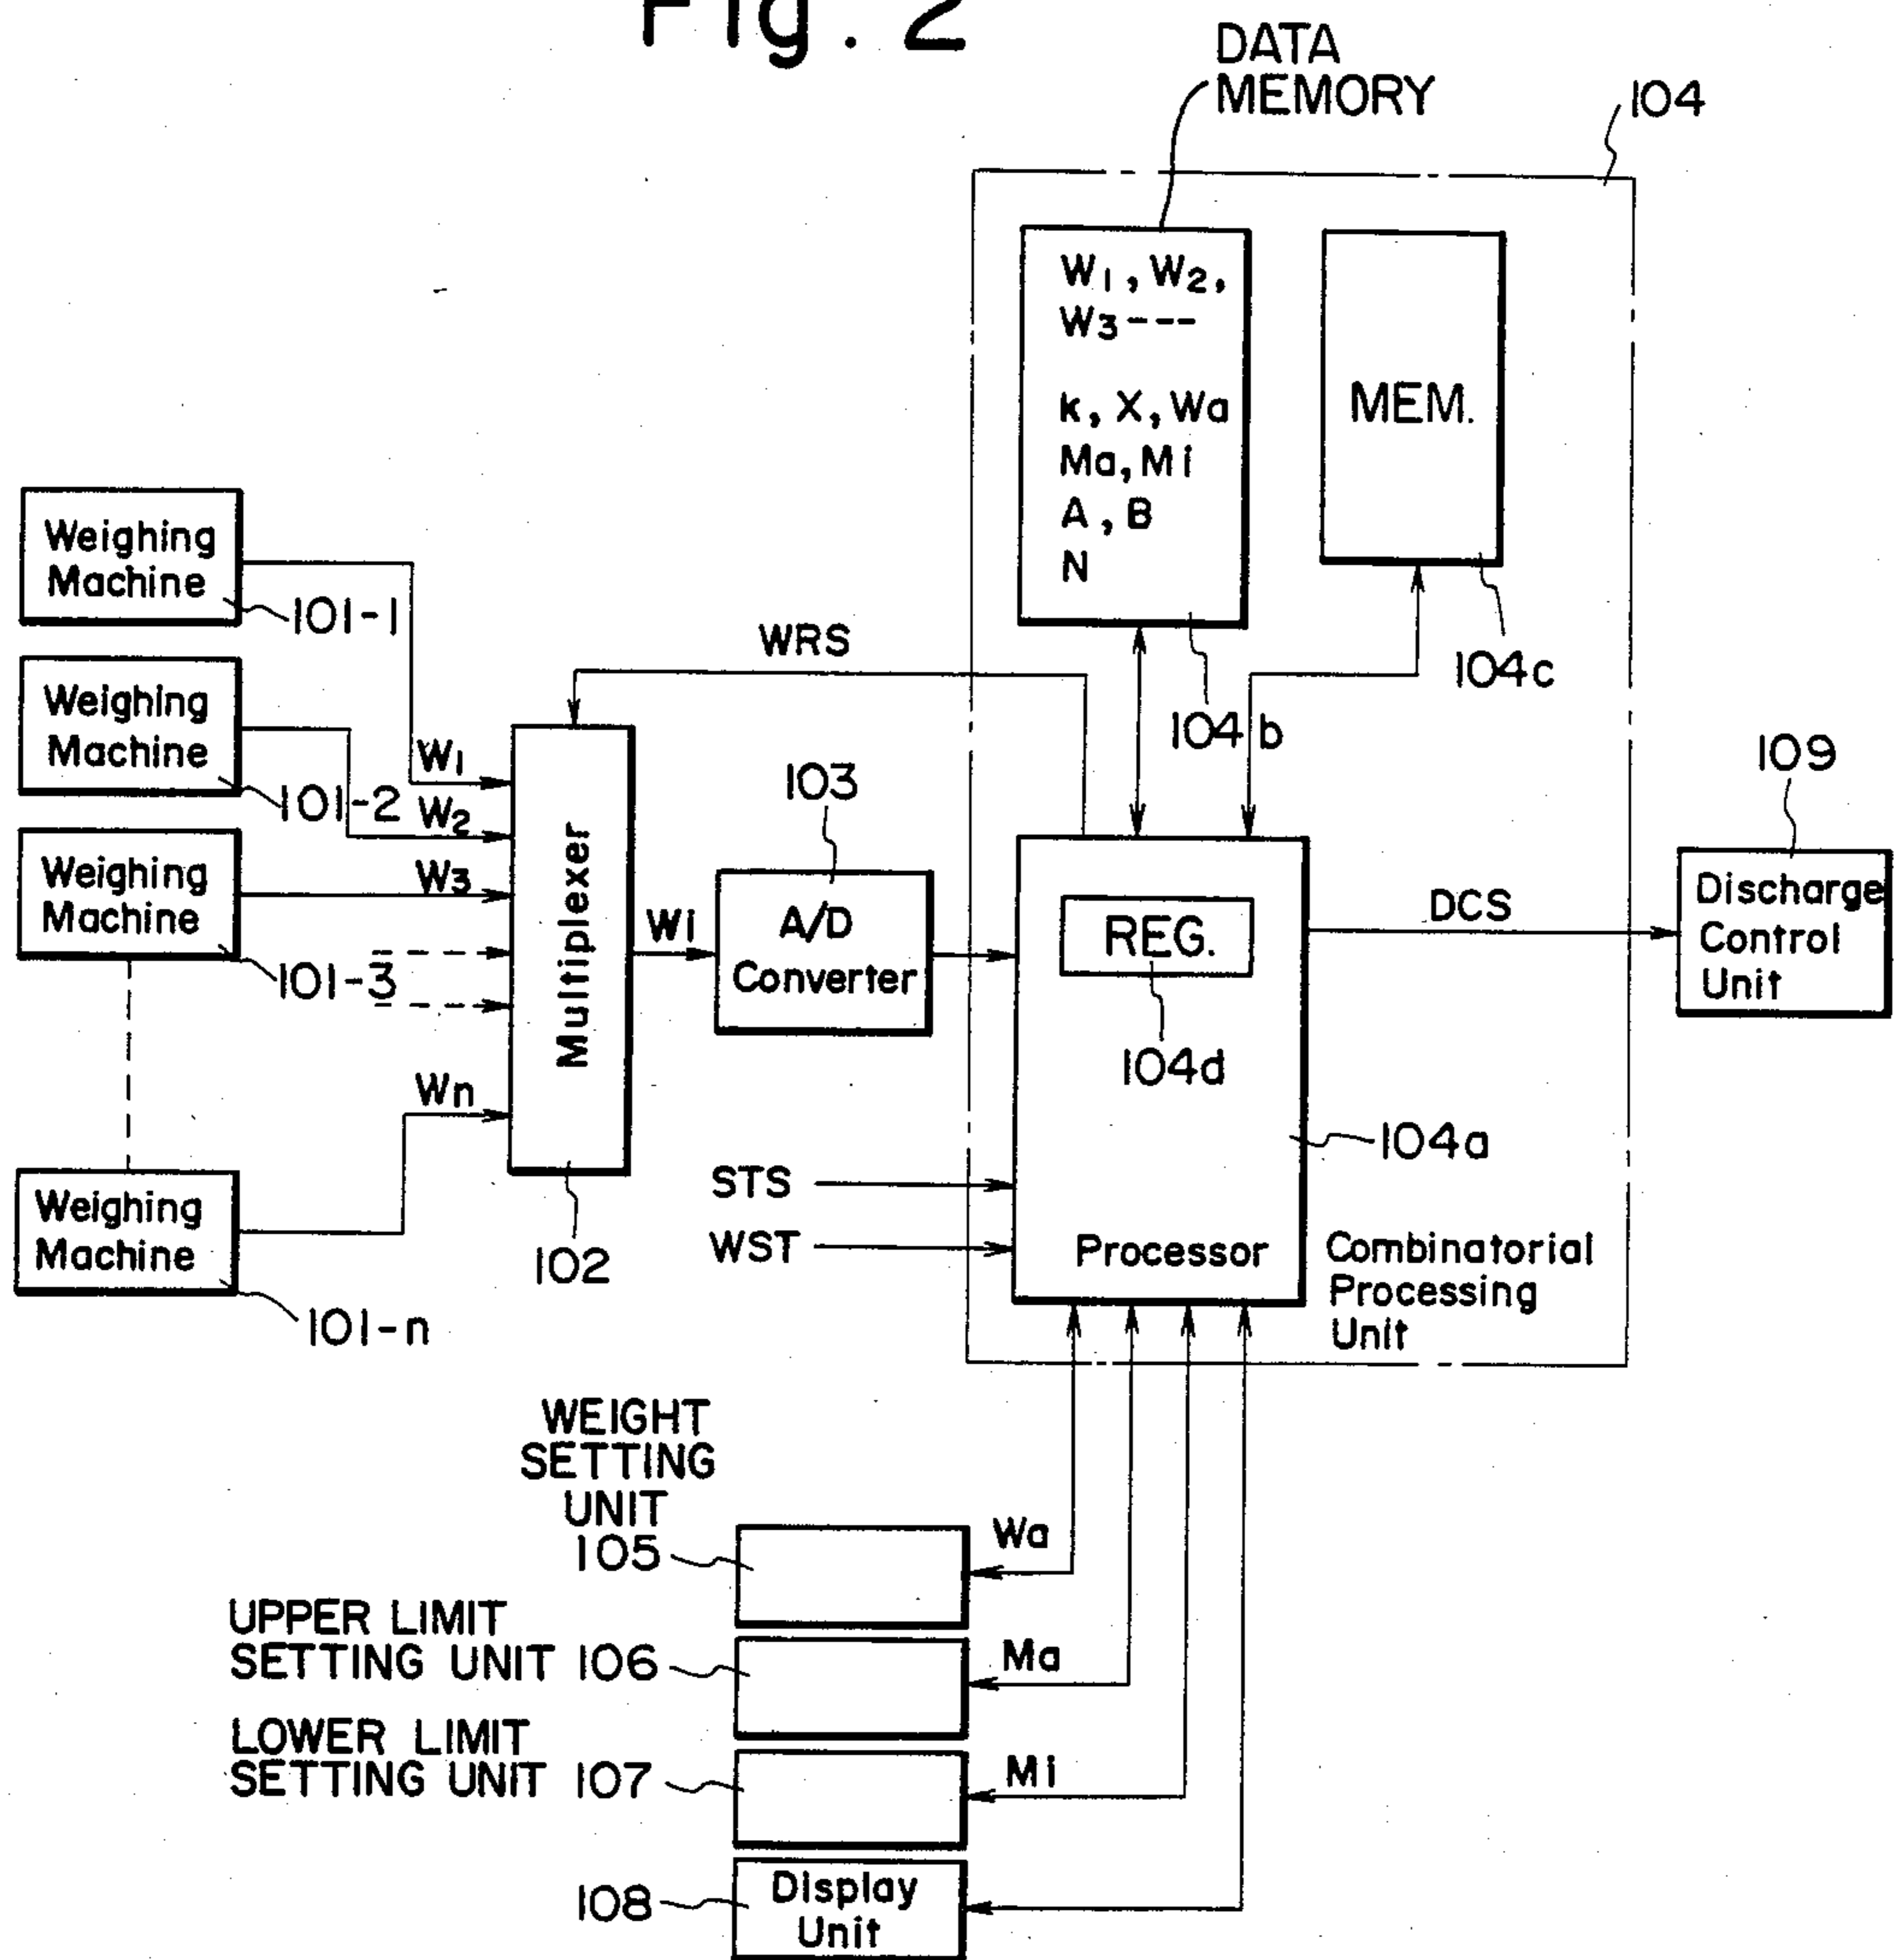 Fig. 2
DATA
MEMORY
104
W1, W2,
W3---
k, X, Wa
Ma, Mi
A, B
N
MEM.
104c
104b
WRS
Weighing
Machine
101-1
Weighing
Machine
101-2
Weighing
Machine
101-3
Weighing
Machine
101-n
W1
W2
W3
Wn
Multiplexer
102
Wi
103
A/D
Converter
REG.
104d
104a
STS
WST
Processor
Combinatorial
Processing
Unit
DCS
109
Discharge
Control
Unit
WEIGHT
SETTING
UNIT
105
Wa
UPPER LIMIT
SETTING UNIT 106
Ma
LOWER LIMIT
SETTING UNIT 107
Mi
108
Display
Unit